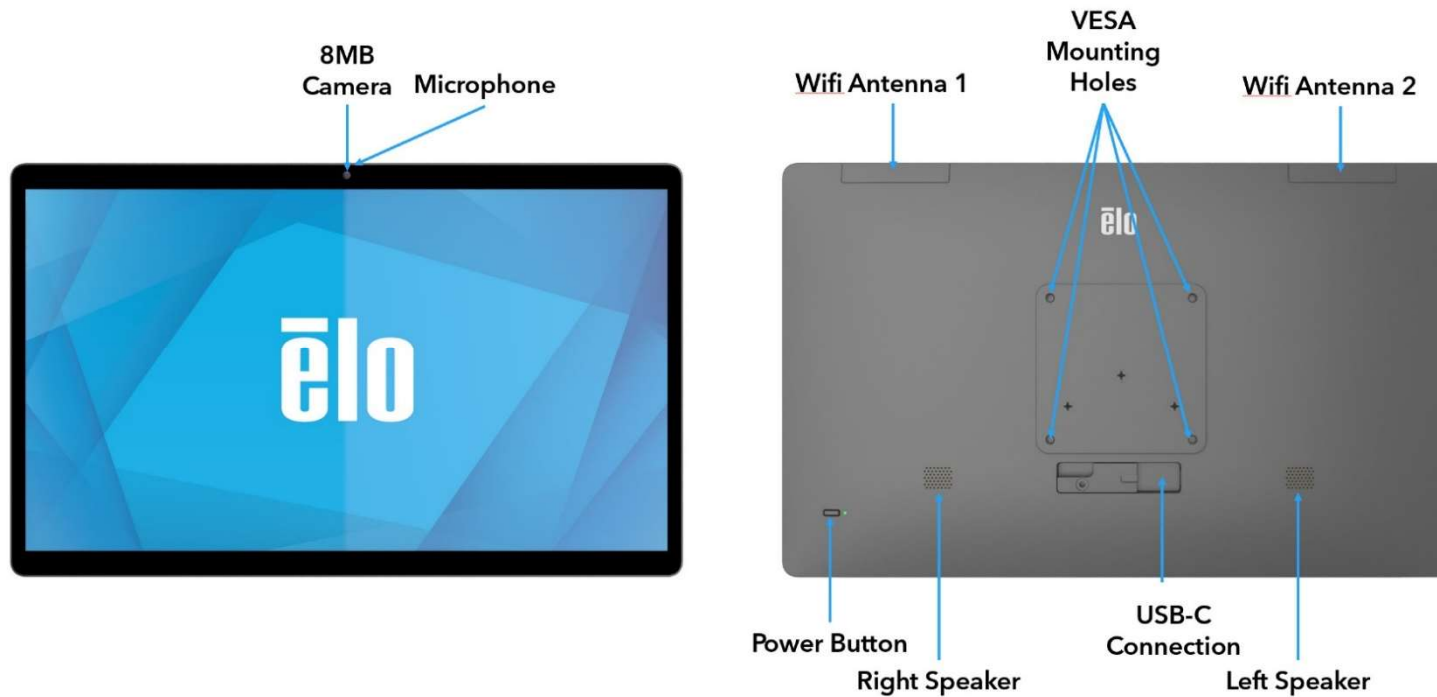 8MB
Camera
Microphone
ēlo
VESA
Mounting
Holes
Wifi Antenna 1
Wifi Antenna 2
ēlo
Power Button
Right Speaker
USB-C
Connection
Left Speaker